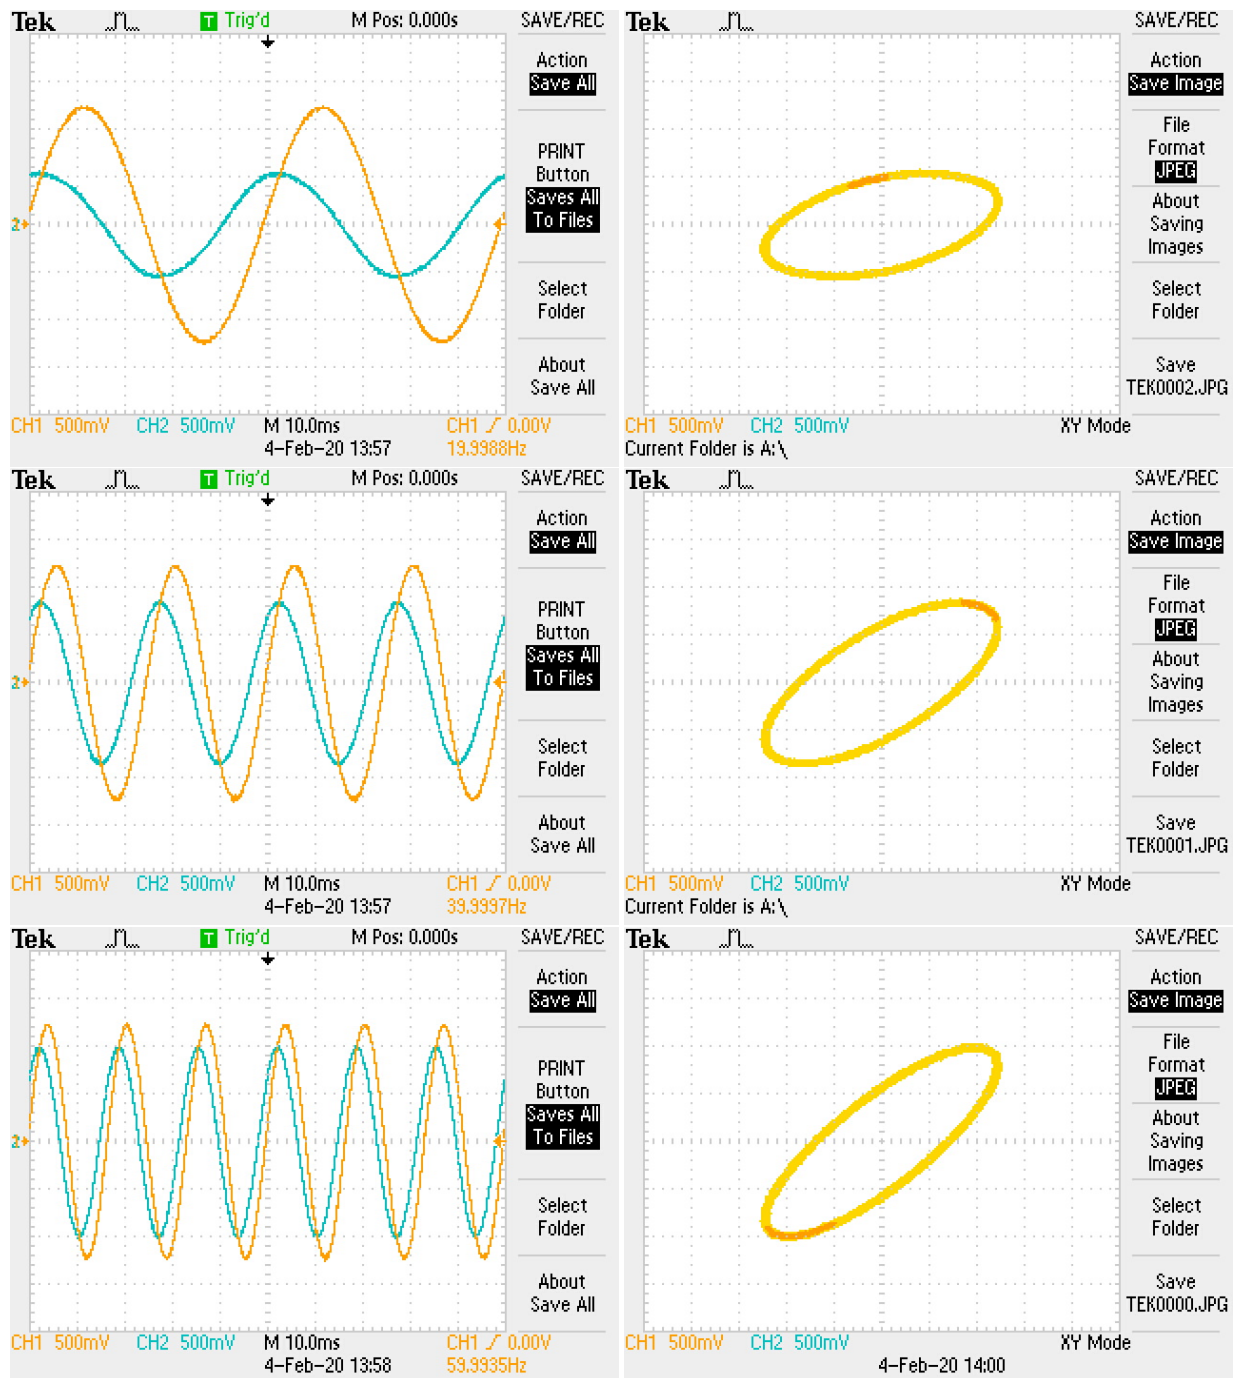 Tek T Trig'd M Pos: 0.000s SAVE/REC
Action
Save All
PRINT
Button
Saves All
To Files
Select
Folder
About
Save All
2
CH1 500mV CH2 500mV M 10.0ms CH1 0.00V
4-Feb-20 13:57 19.9988Hz
Tek SAVE/REC
Action
Save Image
File
Format
JPEG
About
Saving
Images
Select
Folder
Save
TEK0002.JPG
CH1 500mV CH2 500mV XY Mode
Current Folder is A:\
Tek T Trig'd M Pos: 0.000s SAVE/REC
Action
Save All
PRINT
Button
Saves All
To Files
Select
Folder
About
Save All
2
CH1 500mV CH2 500mV M 10.0ms CH1 0.00V
4-Feb-20 13:57 39.9997Hz
Tek SAVE/REC
Action
Save Image
File
Format
JPEG
About
Saving
Images
Select
Folder
Save
TEK0001.JPG
CH1 500mV CH2 500mV XY Mode
Current Folder is A:\
Tek T Trig'd M Pos: 0.000s SAVE/REC
Action
Save All
PRINT
Button
Saves All
To Files
Select
Folder
About
Save All
2
CH1 500mV CH2 500mV M 10.0ms CH1 0.00V
4-Feb-20 13:58 59.9935Hz
Tek SAVE/REC
Action
Save Image
File
Format
JPEG
About
Saving
Images
Select
Folder
Save
TEK0000.JPG
CH1 500mV CH2 500mV XY Mode
4-Feb-20 14:00